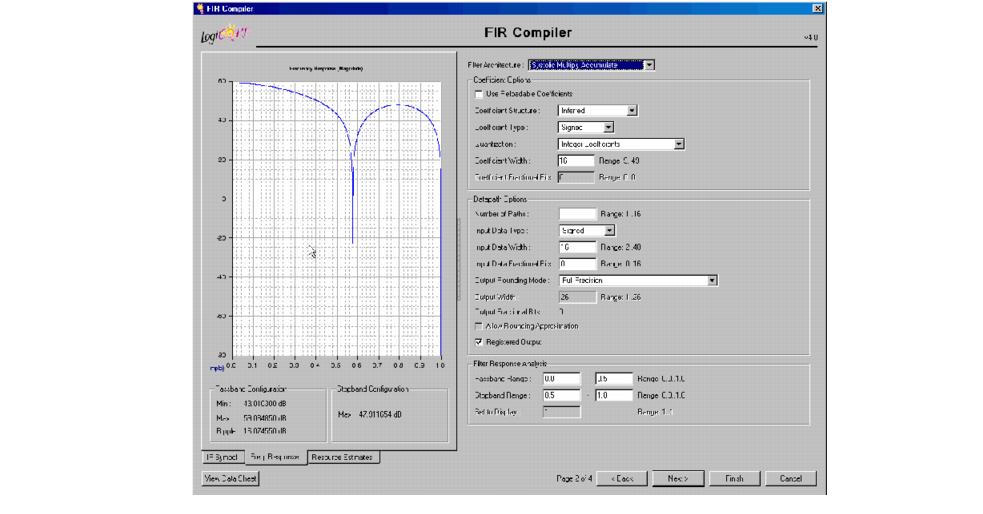 FIR Compiler
LogiCORE
FIR Compiler
v4.0
Frequency Response (Magnitude)
60
40
20
0
-20
-40
-60
-80
0.0 0.1 0.2 0.3 0.4 0.5 0.6 0.7 0.8 0.9 1.0
Passband Configuration
Min :
dB
Max
dB
Ripple
dB
Stopband Configuration
Max 47.911654 dB
IP Symbol Freq Response Resource Estimates
View Data Sheet
Filter Architecture : Systolic Multiply Accumulate
Coefficient Options
Use Reloadable Coefficients
Coefficient Structure : Inferred
Coefficient Type : Signed
Quantization : Integer Coefficients
Coefficient Width : 16 Range: 9..49
Coefficient Fractional Bits 0 Range: 0..0
Datapath Options
Number of Paths : Range: 1..16
Input Data Type : Signed
Input Data Width : 16 Range: 2..49
Input Data Fractional Bits 0 Range: 0..16
Output Rounding Mode : Full Precision
Output Width 26 Range: 1..26
Output Fractional Bits : 0
Allow Rounding Approximation
Registered Output
Filter Response Analysis
Passband Range : 0.0 - 0.5 Range: 0.0..1.0
Stopband Range : 0.5 - 1.0 Range: 0.0..1.0
Set to Display : 1 Range: 1..1
Page 2 of 4 < Back Next > Finish Cancel